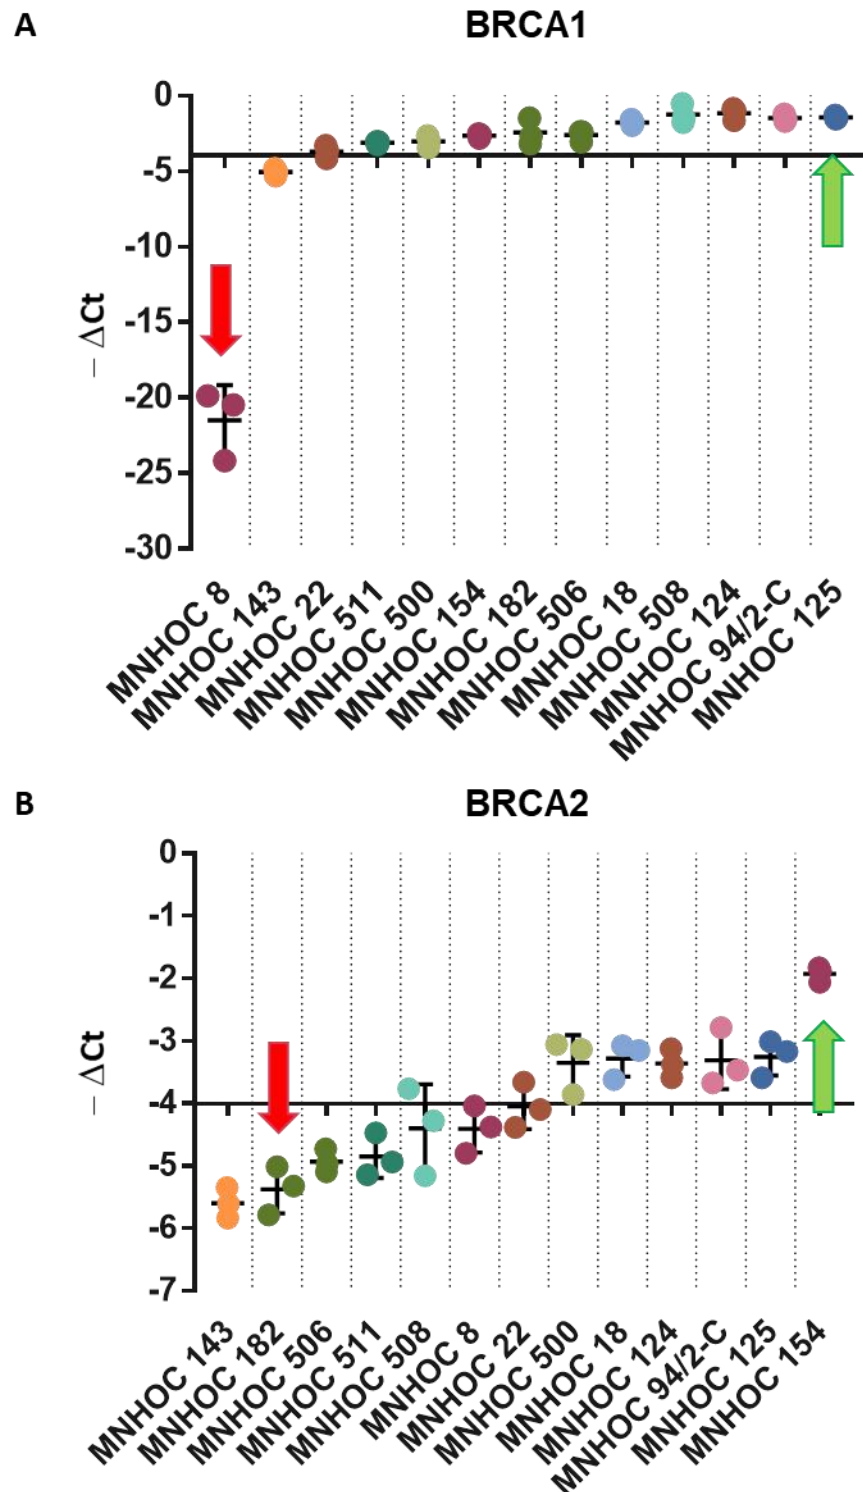 A
BRCA1
– ΔCt
0
-5
-10
-15
-20
-25
-30
MNHOC 8
MNHOC 143
MNHOC 22
MNHOC 511
MNHOC 500
MNHOC 154
MNHOC 182
MNHOC 506
MNHOC 18
MNHOC 508
MNHOC 124
MNHOC 94/2-C
MNHOC 125
B
BRCA2
– ΔCt
0
-1
-2
-3
-4
-5
-6
-7
MNHOC 143
MNHOC 182
MNHOC 506
MNHOC 511
MNHOC 508
MNHOC 8
MNHOC 22
MNHOC 500
MNHOC 18
MNHOC 124
MNHOC 94/2-C
MNHOC 125
MNHOC 154